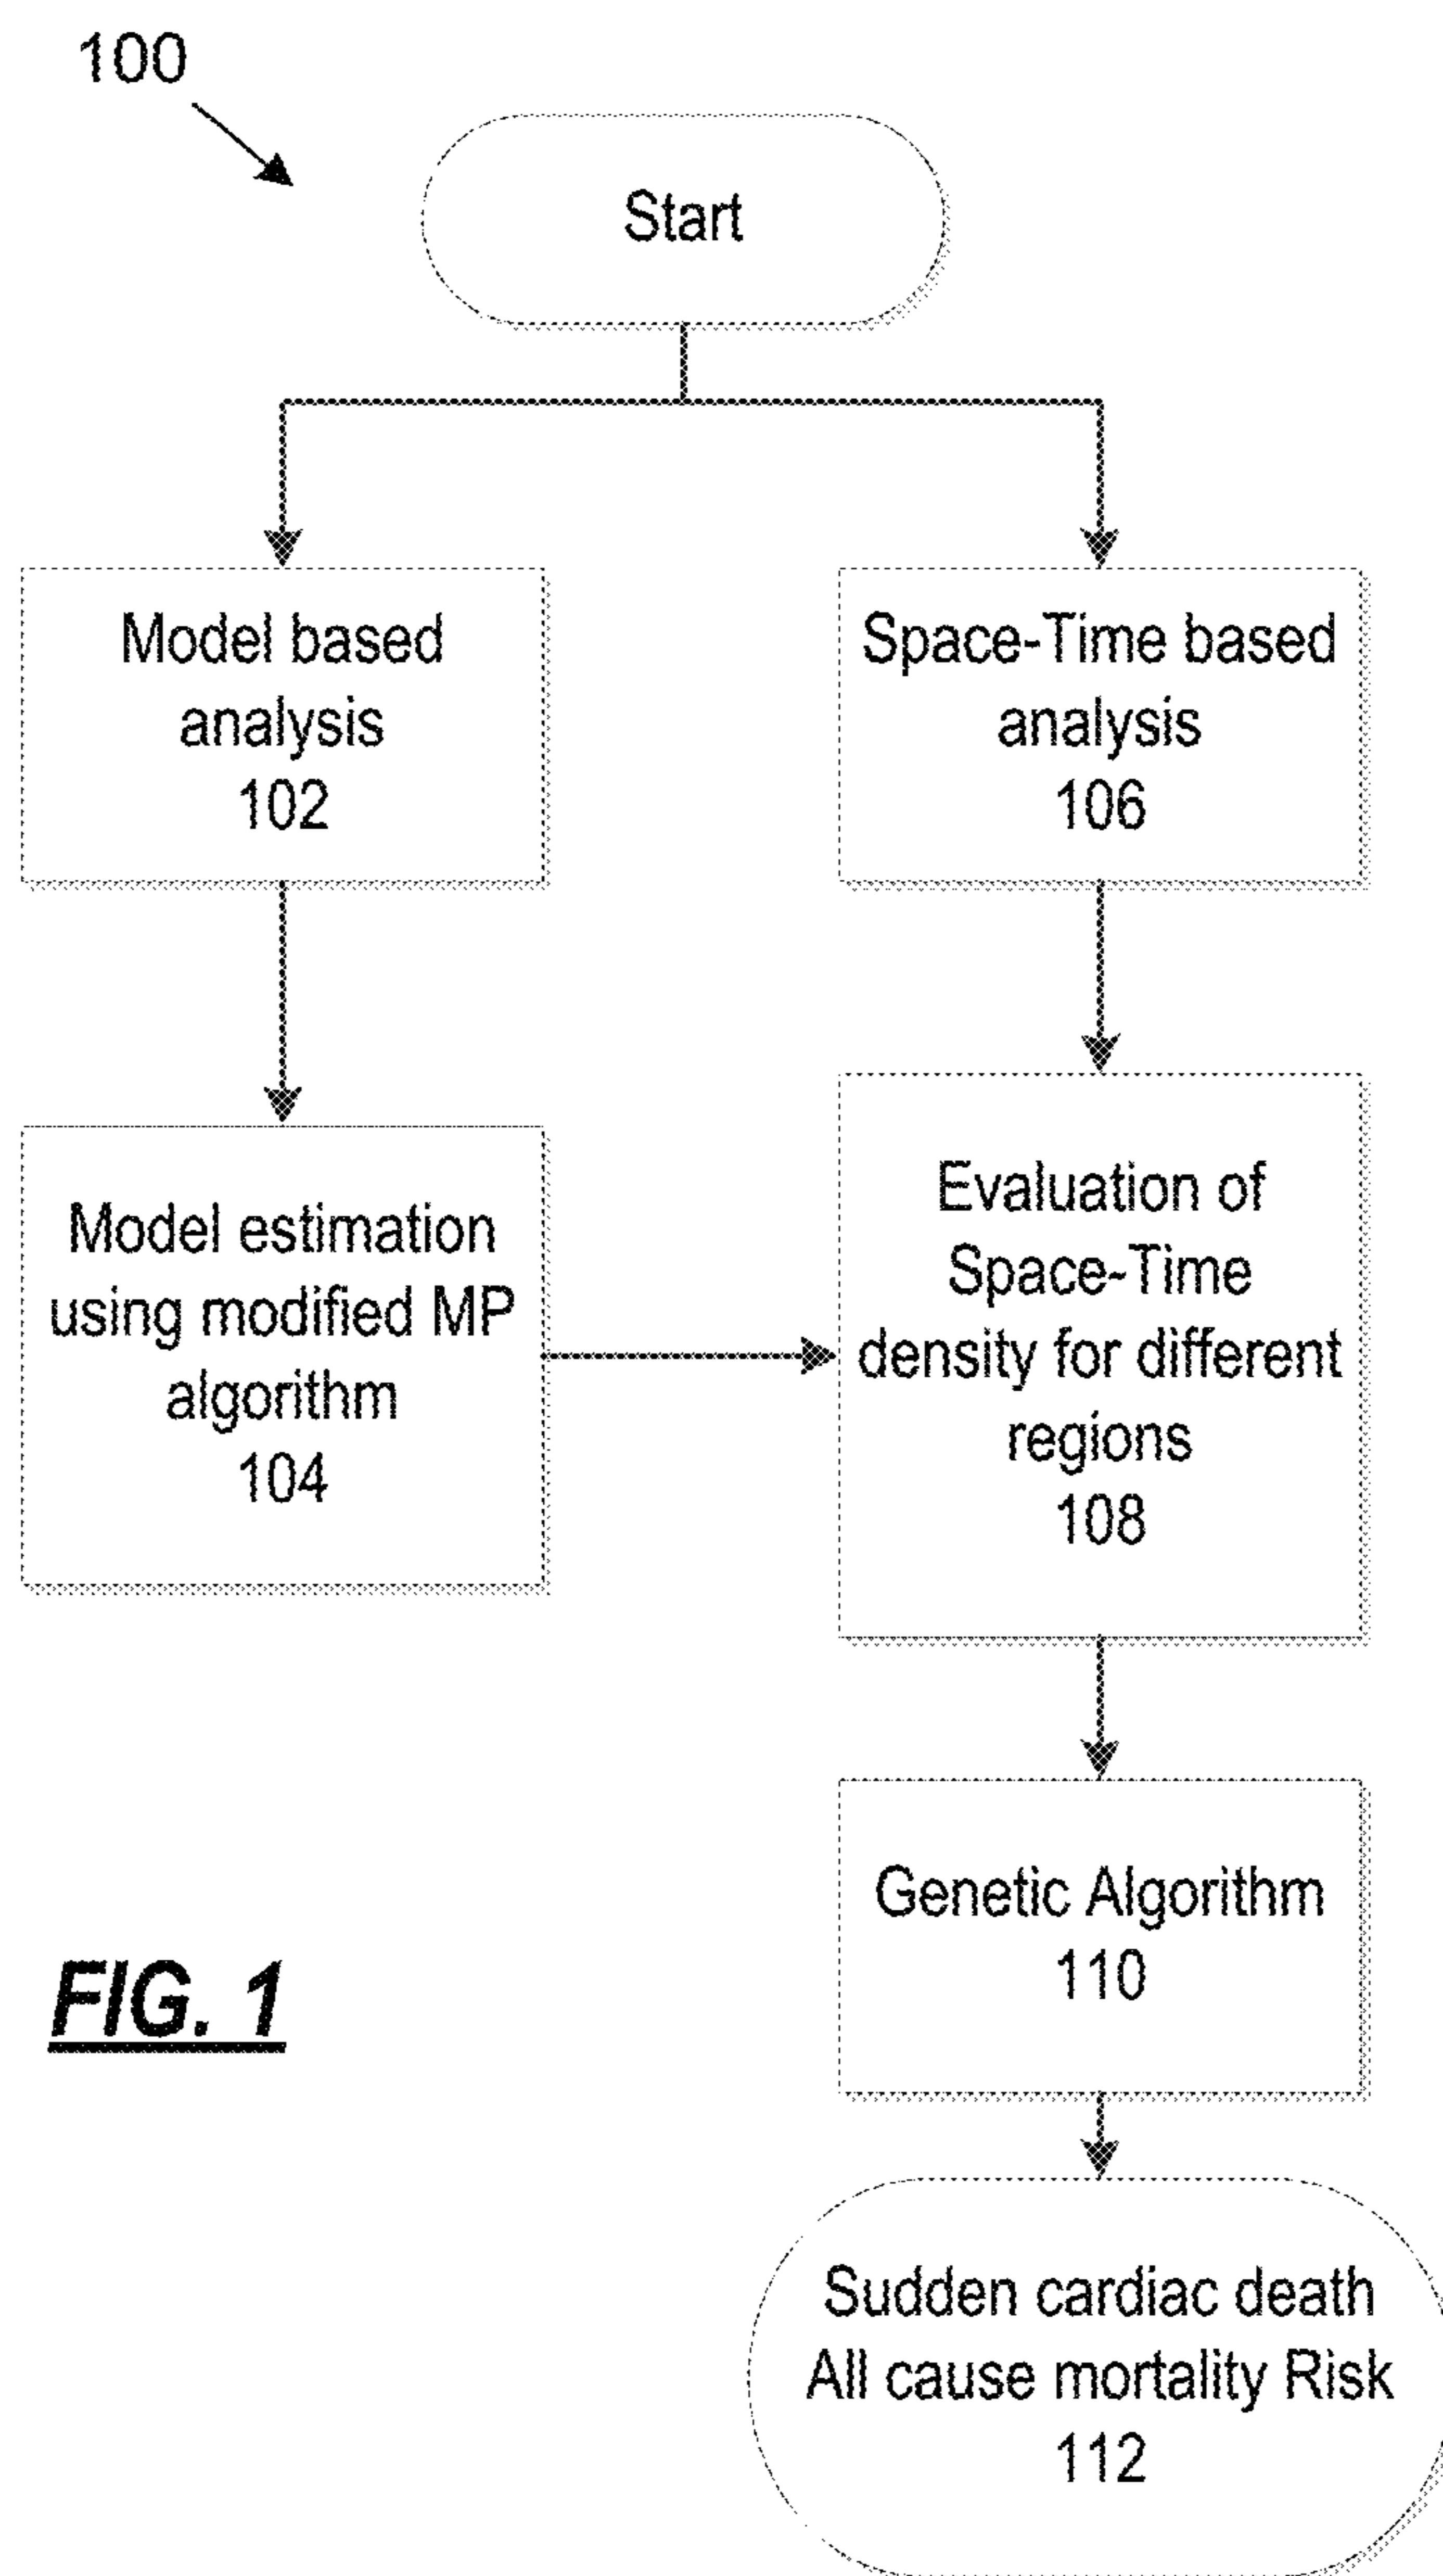 100
Start
Model based
analysis
102
Space-Time based
analysis
106
Model estimation
using modified MP
algorithm
104
Evaluation of
Space-Time
density for different
regions
108
Genetic Algorithm
110
FIG. 1
Sudden cardiac death
All cause mortality Risk
112